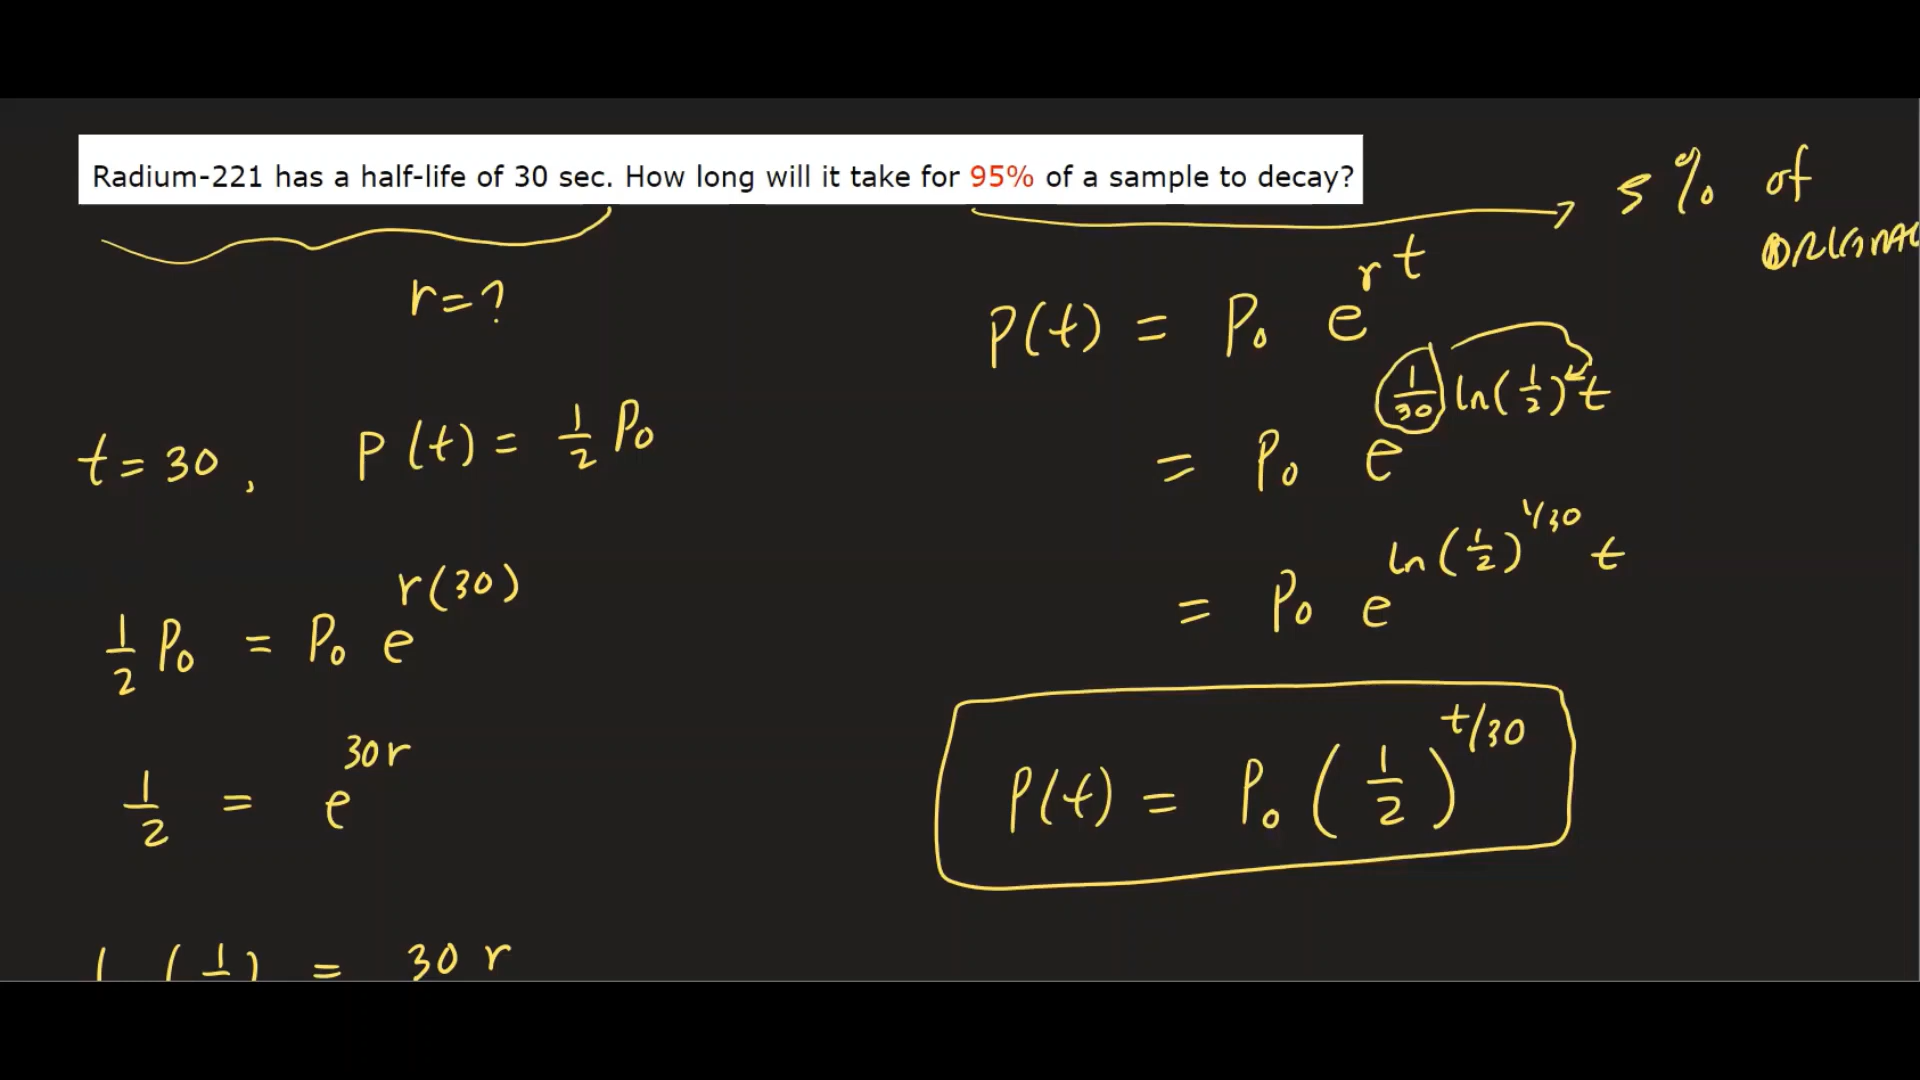 Radium-221 has a half-life of 30 sec. How long will it take for 95% of a sample to decay?
→ 5% of
ORIGINAL
r = ?
P(t) = P₀ e^(rt)
t = 30, P(t) = 1/2 P₀
= P₀ e^(1/30 ln(1/2) t)
1/2 P₀ = P₀ e^(r(30))
= P₀ e^(ln(1/2)^(1/30) t)
1/2 = e^(30r)
P(t) = P₀ (1/2)^(t/30)
= 30 r